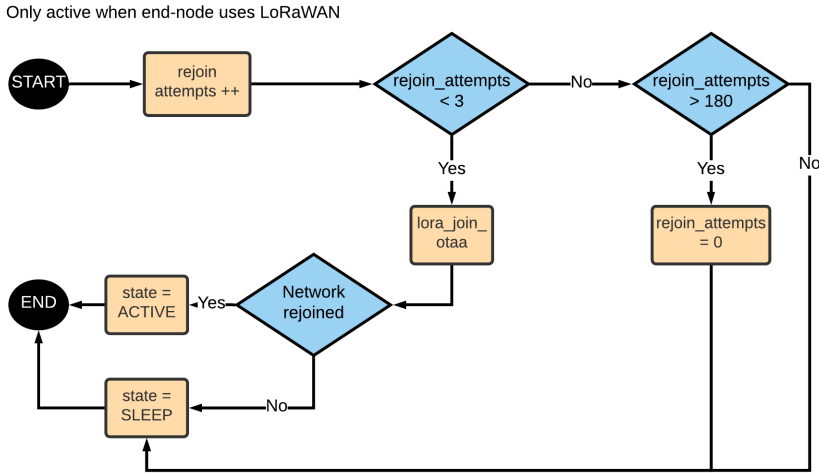 Only active when end-node uses LoRaWAN
START
rejoin
attempts ++
rejoin_attempts
< 3
No
rejoin_attempts
> 180
No
Yes
Yes
lora_join_
otaa
rejoin_attempts
= 0
END
state =
ACTIVE
Yes
Network
rejoined
state =
SLEEP
No